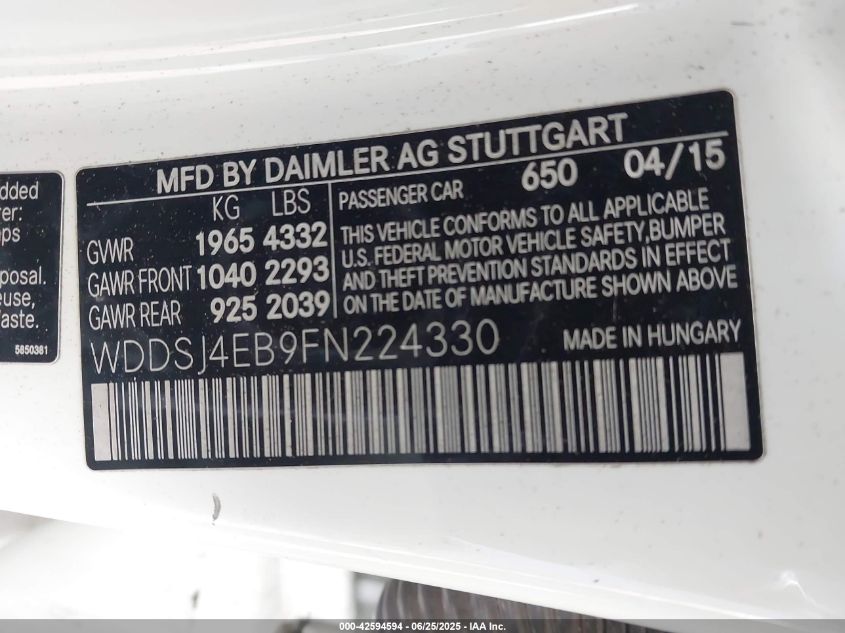 dded
rer:
ps
sposal.
euse,
Waste.
5850381
MFD BY DAIMLER AG STUTTGART
KG LBS
GVWR 1965 4332
GAWR FRONT 1040 2293
GAWR REAR 925 2039
PASSENGER CAR 650 04/15
THIS VEHICLE CONFORMS TO ALL APPLICABLE
U.S. FEDERAL MOTOR VEHICLE SAFETY, BUMPER
AND THEFT PREVENTION STANDARDS IN EFFECT
ON THE DATE OF MANUFACTURE SHOWN ABOVE
WDDSJ4EB9FN224330 MADE IN HUNGARY
000-42594594 / 06/25/2025 - IAA Inc.